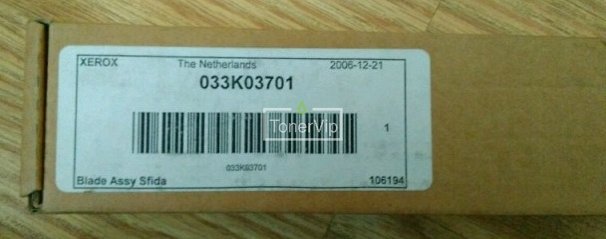 XEROX The Netherlands 2006-12-21
033K03701
TonerVip
1
033K03701
Blade Assy Sfida 106194